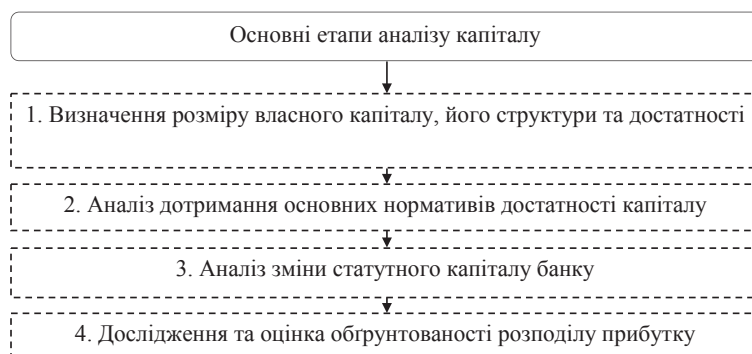 Основні етапи аналізу капіталу
1. Визначення розміру власного капіталу, його структури та достатності
2. Аналіз дотримання основних нормативів достатності капіталу
3. Аналіз зміни статутного капіталу банку
4. Дослідження та оцінка обґрунтованості розподілу прибутку